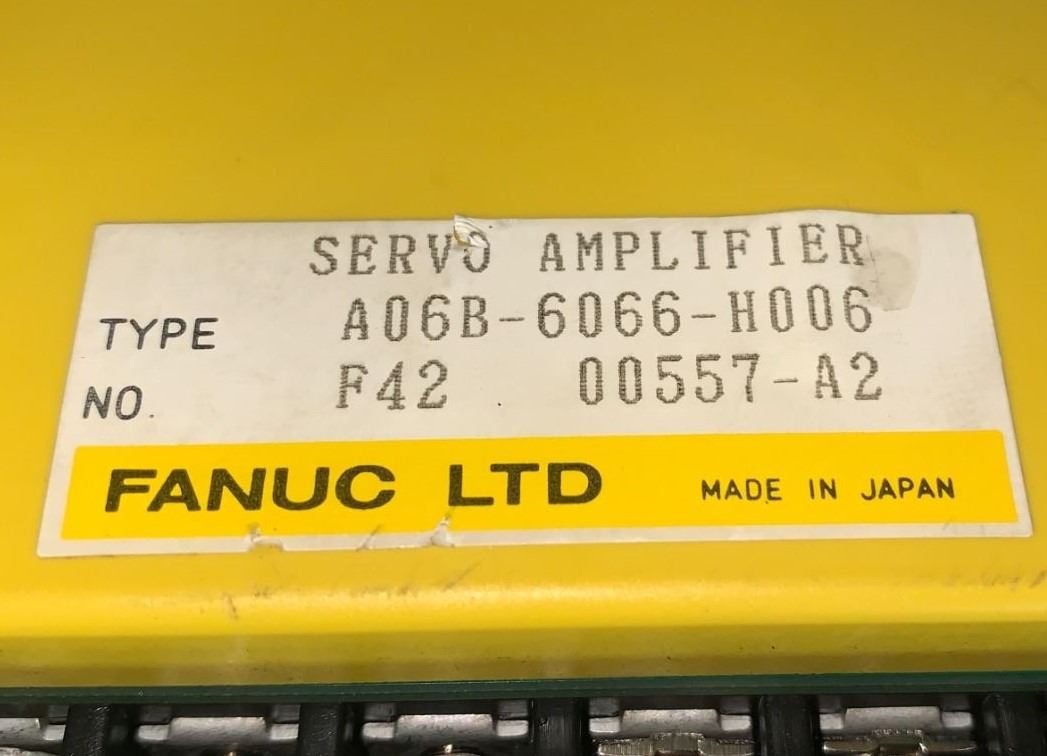 SERVO AMPLIFIER
TYPE A06B-6066-H006
NO. F42 00557-A2
FANUC LTD MADE IN JAPAN